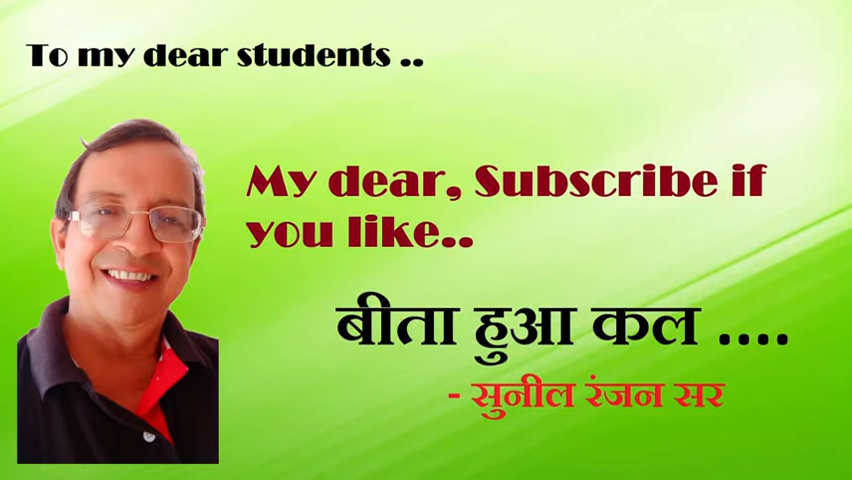 To my dear students ..
My dear, Subscribe if
you like..
बीता हुआ कल ....
- सुनील रंजन सर